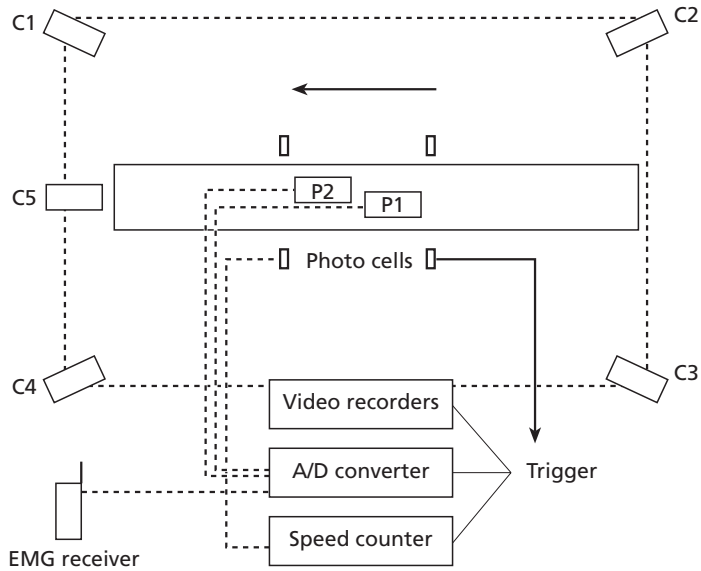 C1
C2
C5
P2
P1
Photo cells
C4
C3
Video recorders
A/D converter
Trigger
Speed counter
EMG receiver